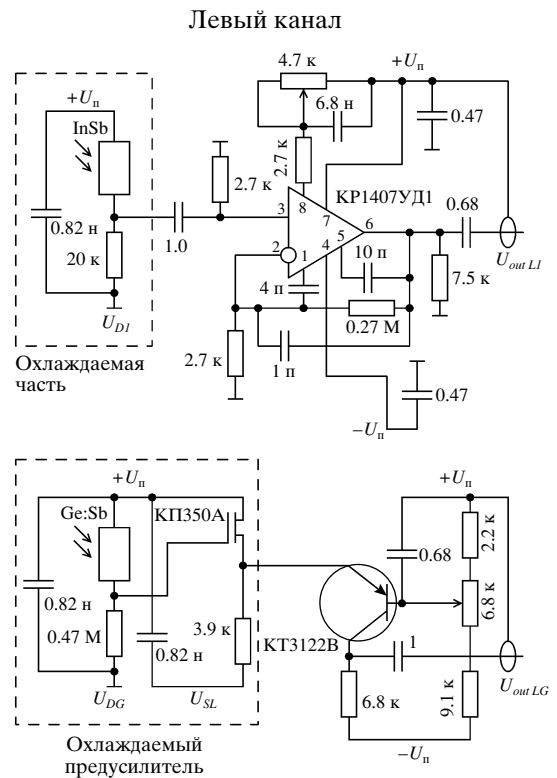 Левый канал
+Uп
4.7 к
+Uп
6.8 н
0.47
InSb
2.7 к
2.7 к
КР1407УД1
8
7
3
6
0.68
0.82 н
1.0
2
1
4
5
10 п
20 к
4 п
7.5 к
Uout L1
UD1
0.27 М
Охлаждаемая
часть
2.7 к
1 п
0.47
−Uп
+Uп
+Uп
КП350А
Ge:Sb
2.2 к
0.68
0.82 н
6.8 к
0.47 М
3.9 к
КТ3122В
0.82 н
1
UDG
USL
6.8 к
9.1 к
Uout LG
−Uп
Охлаждаемый
предусилитель